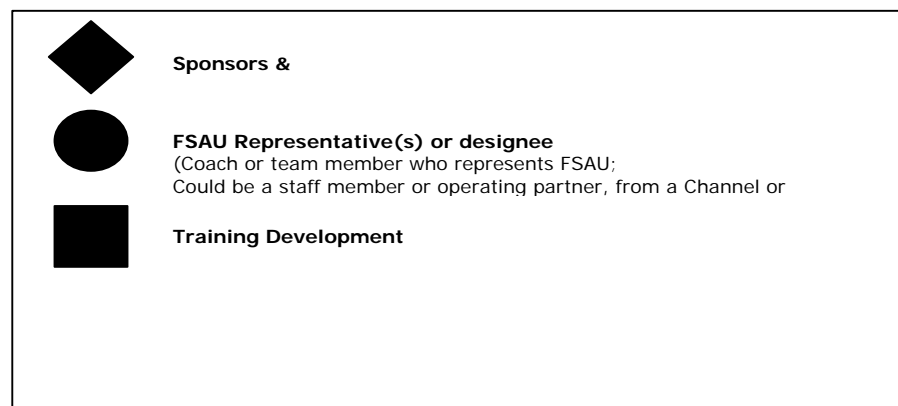 Sponsors &
FSAU Representative(s) or designee
(Coach or team member who represents FSAU;
Could be a staff member or operating partner, from a Channel or
Training Development